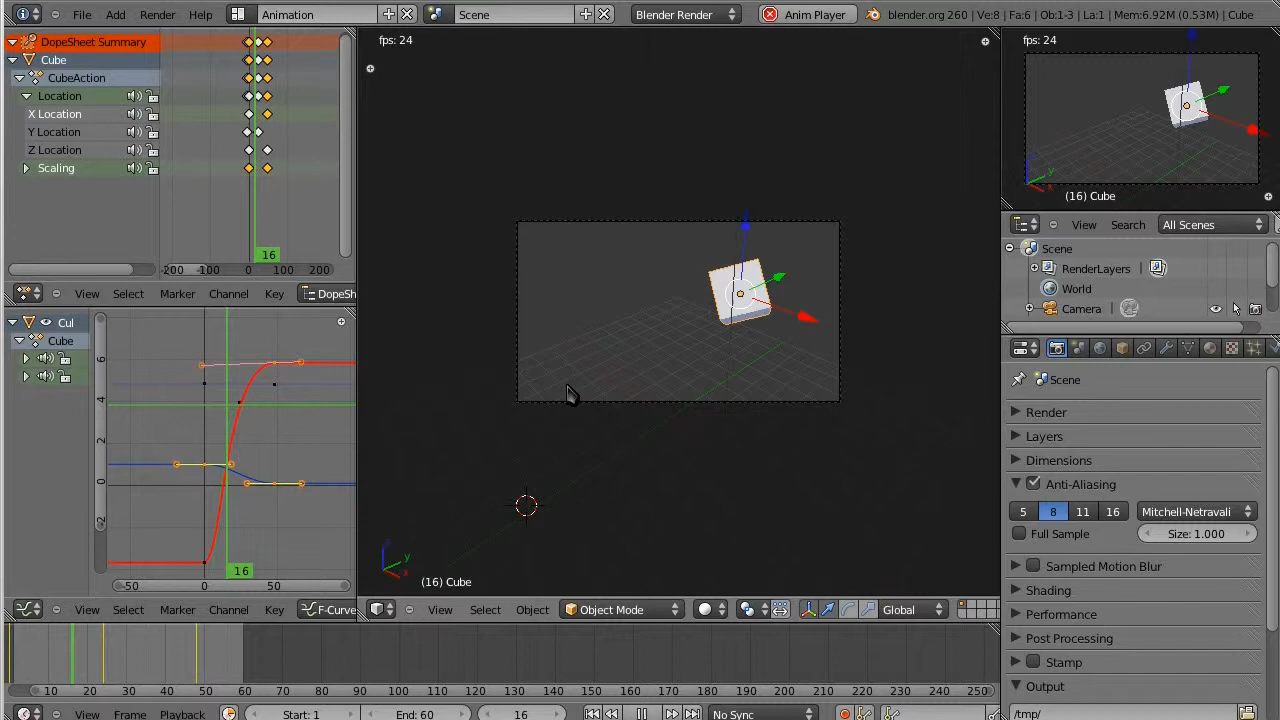 File Add Render Help Animation Scene Blender Render Anim Player blender.org 260 | Ve:8 | Fa:6 | Ob:1-3 | La:1 | Mem:6.92M (0.53M) | Cube
DopeSheet Summary
Cube
CubeAction
Location
X Location
Y Location
Z Location
Scaling
16
-200 -100 0 100 200
View Select Marker Channel Key DopeSh
Cul
Cube
6
4
2
0
-2
16
-50 0 50
View Select Marker Channel Key F-Curve
fps: 24
(16) Cube
View Select Object Object Mode Global
fps: 24
(16) Cube
View Search All Scenes
Scene
RenderLayers
World
Camera
Scene
Render
Layers
Dimensions
Anti-Aliasing
5 8 11 16 Mitchell-Netravali
Full Sample Size: 1.000
Sampled Motion Blur
Shading
Performance
Post Processing
Stamp
Output
/tmp/
10 20 30 40 50 60 70 80 90 100 110 120 130 140 150 160 170 180 190 200 210 220 230 240 250
View Frame Playback Start: 1 End: 60 16 No Sync